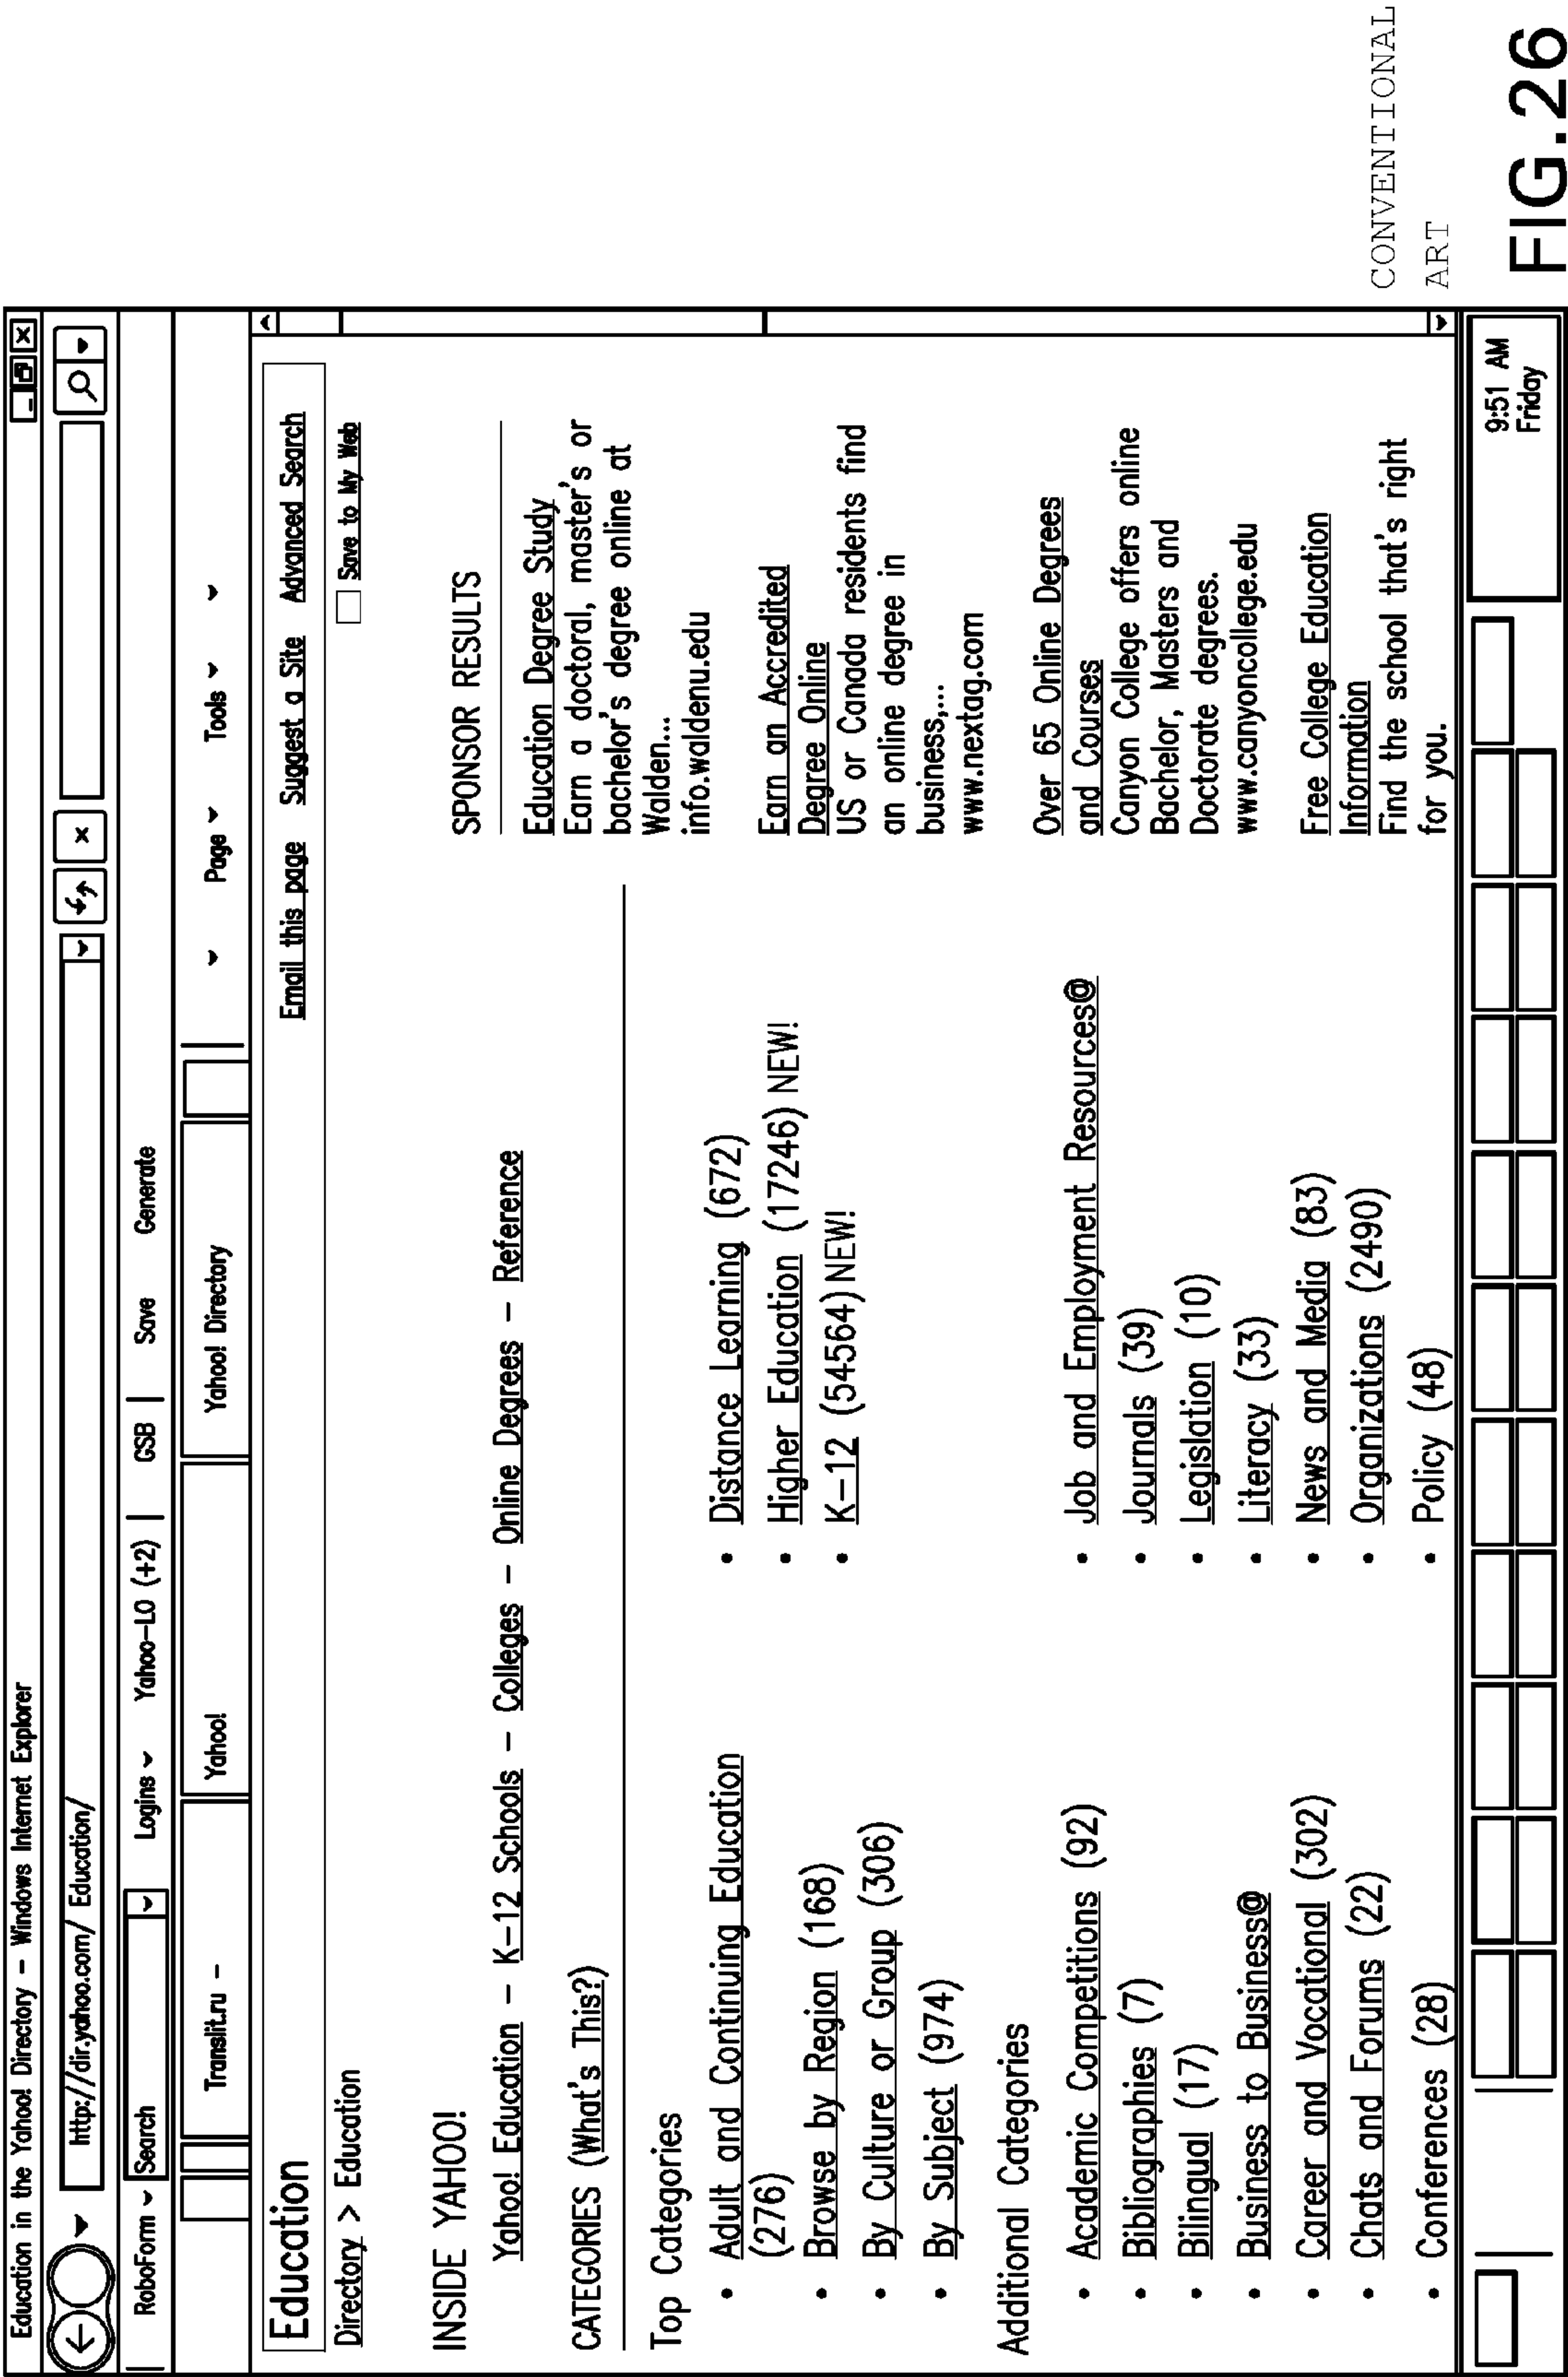 Education in the Yahoo! Directory – Windows Internet Explorer
http://dir.yahoo.com/ Education/
RoboForm Search Logins Yahoo-LO (+2) GSB Save Generate
Translit.ru – Yahoo! Yahoo! Directory Page Tools
Education Email this page Suggest a Site Advanced Search
Directory > Education Save to My Web
INSIDE YAHOO!
Yahoo! Education – K-12 Schools – Colleges – Online Degrees – Reference
CATEGORIES (What's This?)
Top Categories
• Adult and Continuing Education
(276)
• Browse by Region (168)
• By Culture or Group (306)
• By Subject (974)
• Distance Learning (672)
• Higher Education (17246) NEW!
• K-12 (54564) NEW!
Additional Categories
• Academic Competitions (92)
• Bibliographies (7)
• Bilingual (17)
• Business to Business@
• Career and Vocational (302)
• Chats and Forums (22)
• Conferences (28)
• Job and Employment Resources@
• Journals (39)
• Legislation (10)
• Literacy (33)
• News and Media (83)
• Organizations (2490)
• Policy (48)
SPONSOR RESULTS
Education Degree Study
Earn a doctoral, master's or
bachelor's degree online at
Walden...
info.waldenu.edu
Earn an Accredited
Degree Online
US or Canada residents find
an online degree in
business,...
www.nextag.com
Over 65 Online Degrees
and Courses
Canyon College offers online
Bachelor, Masters and
Doctorate degrees.
www.canyoncollege.edu
Free College Education
Information
Find the school that's right
for you.
9:51 AM
Friday
CONVENTIONAL
ART
FIG.26